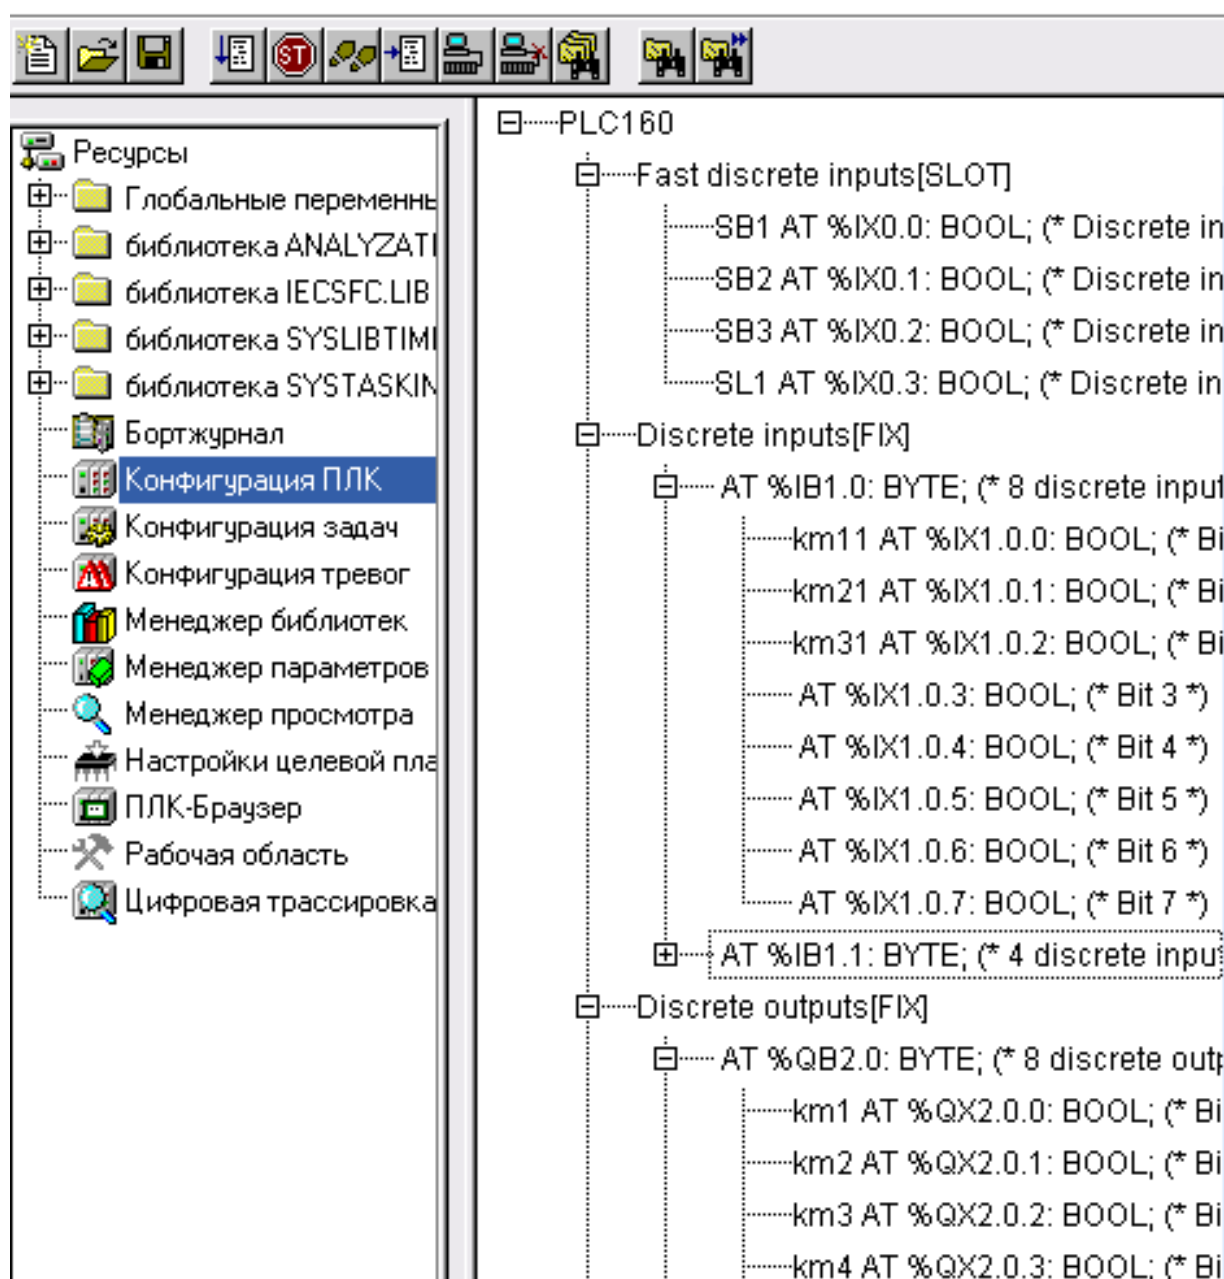 ST
Ресурсы
Глобальные переменны
библиотека ANALYZATI
библиотека IECSFC.LIB
библиотека SYSLIBTIMI
библиотека SYSTASKIN
Бортжурнал
Конфигурация ПЛК
Конфигурация задач
Конфигурация тревог
Менеджер библиотек
Менеджер параметров
Менеджер просмотра
Настройки целевой пла
ПЛК-Браузер
Рабочая область
Цифровая трассировка
PLC160
Fast discrete inputs[SLOT]
SB1 AT %IX0.0: BOOL; (* Discrete in
SB2 AT %IX0.1: BOOL; (* Discrete in
SB3 AT %IX0.2: BOOL; (* Discrete in
SL1 AT %IX0.3: BOOL; (* Discrete in
Discrete inputs[FIX]
AT %IB1.0: BYTE; (* 8 discrete input
km11 AT %IX1.0.0: BOOL; (* Bi
km21 AT %IX1.0.1: BOOL; (* Bi
km31 AT %IX1.0.2: BOOL; (* Bi
AT %IX1.0.3: BOOL; (* Bit 3 *)
AT %IX1.0.4: BOOL; (* Bit 4 *)
AT %IX1.0.5: BOOL; (* Bit 5 *)
AT %IX1.0.6: BOOL; (* Bit 6 *)
AT %IX1.0.7: BOOL; (* Bit 7 *)
AT %IB1.1: BYTE; (* 4 discrete input
Discrete outputs[FIX]
AT %QB2.0: BYTE; (* 8 discrete outp
km1 AT %QX2.0.0: BOOL; (* Bi
km2 AT %QX2.0.1: BOOL; (* Bi
km3 AT %QX2.0.2: BOOL; (* Bi
km4 AT %QX2.0.3: BOOL; (* Bi